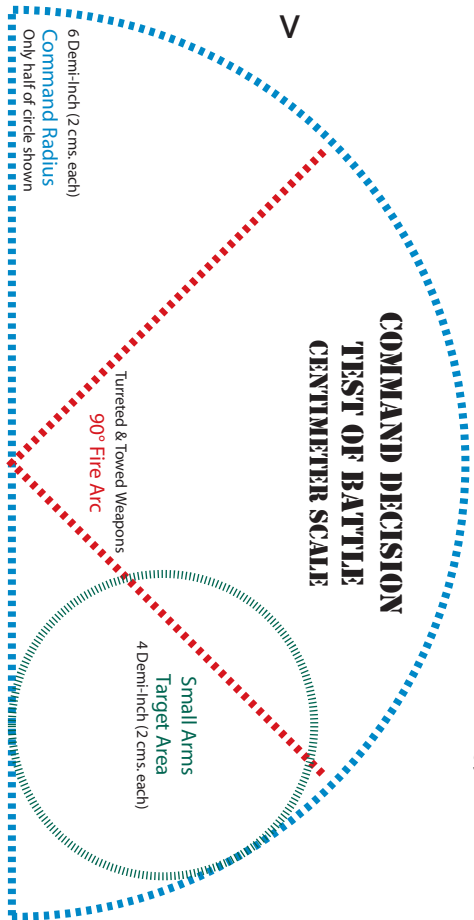 COMMAND DECISION
TEST OF BATTLE
CENTIMETER SCALE
6 Demi-Inch (2 cms. each)
Command Radius
Only half of circle shown
Turreted & Towed Weapons
90° Fire Arc
Small Arms
Target Area
4 Demi-Inch (2 cms. each)
V